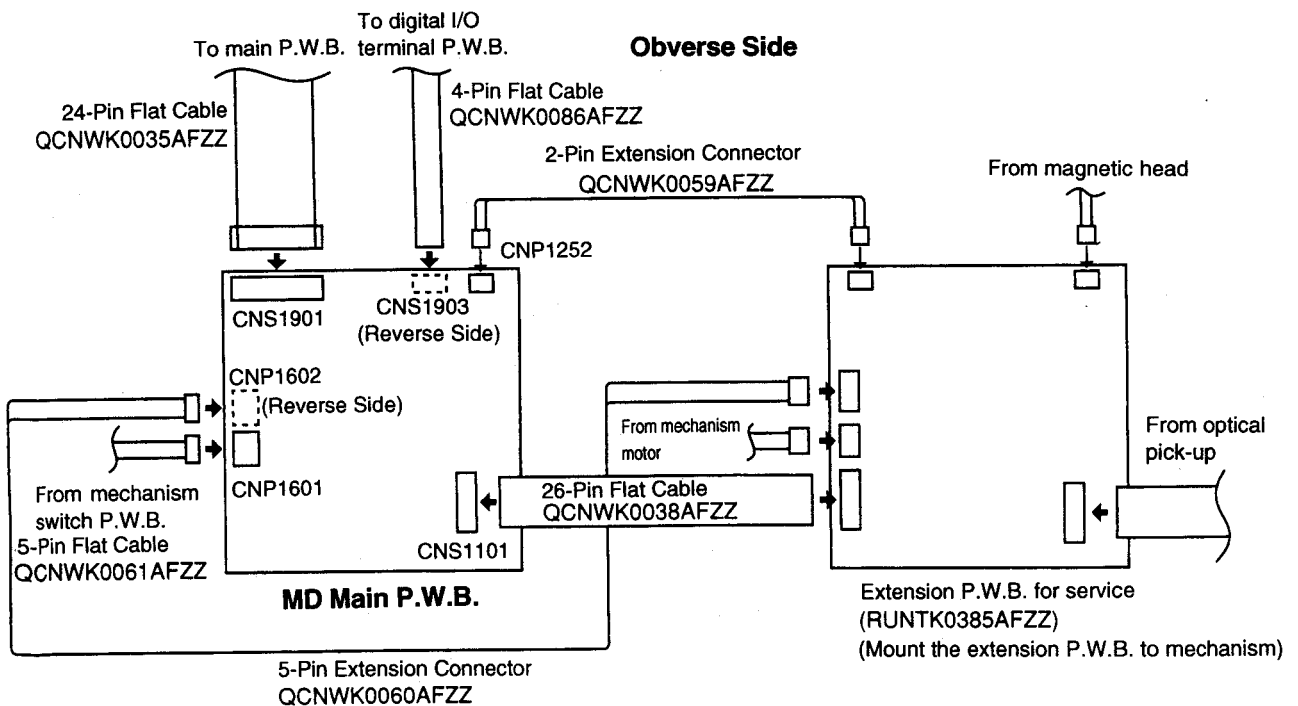 To digital I/O
To main P.W.B. terminal P.W.B.
Obverse Side
24-Pin Flat Cable
QCNWK0035AFZZ
4-Pin Flat Cable
QCNWK0086AFZZ
2-Pin Extension Connector
QCNWK0059AFZZ
From magnetic head
CNP1252
CNS1901
CNS1903
(Reverse Side)
CNP1602
(Reverse Side)
CNP1601
From mechanism
switch P.W.B.
5-Pin Flat Cable
QCNWK0061AFZZ
From mechanism
motor
26-Pin Flat Cable
QCNWK0038AFZZ
CNS1101
From optical
pick-up
MD Main P.W.B.
Extension P.W.B. for service
(RUNTK0385AFZZ)
(Mount the extension P.W.B. to mechanism)
5-Pin Extension Connector
QCNWK0060AFZZ